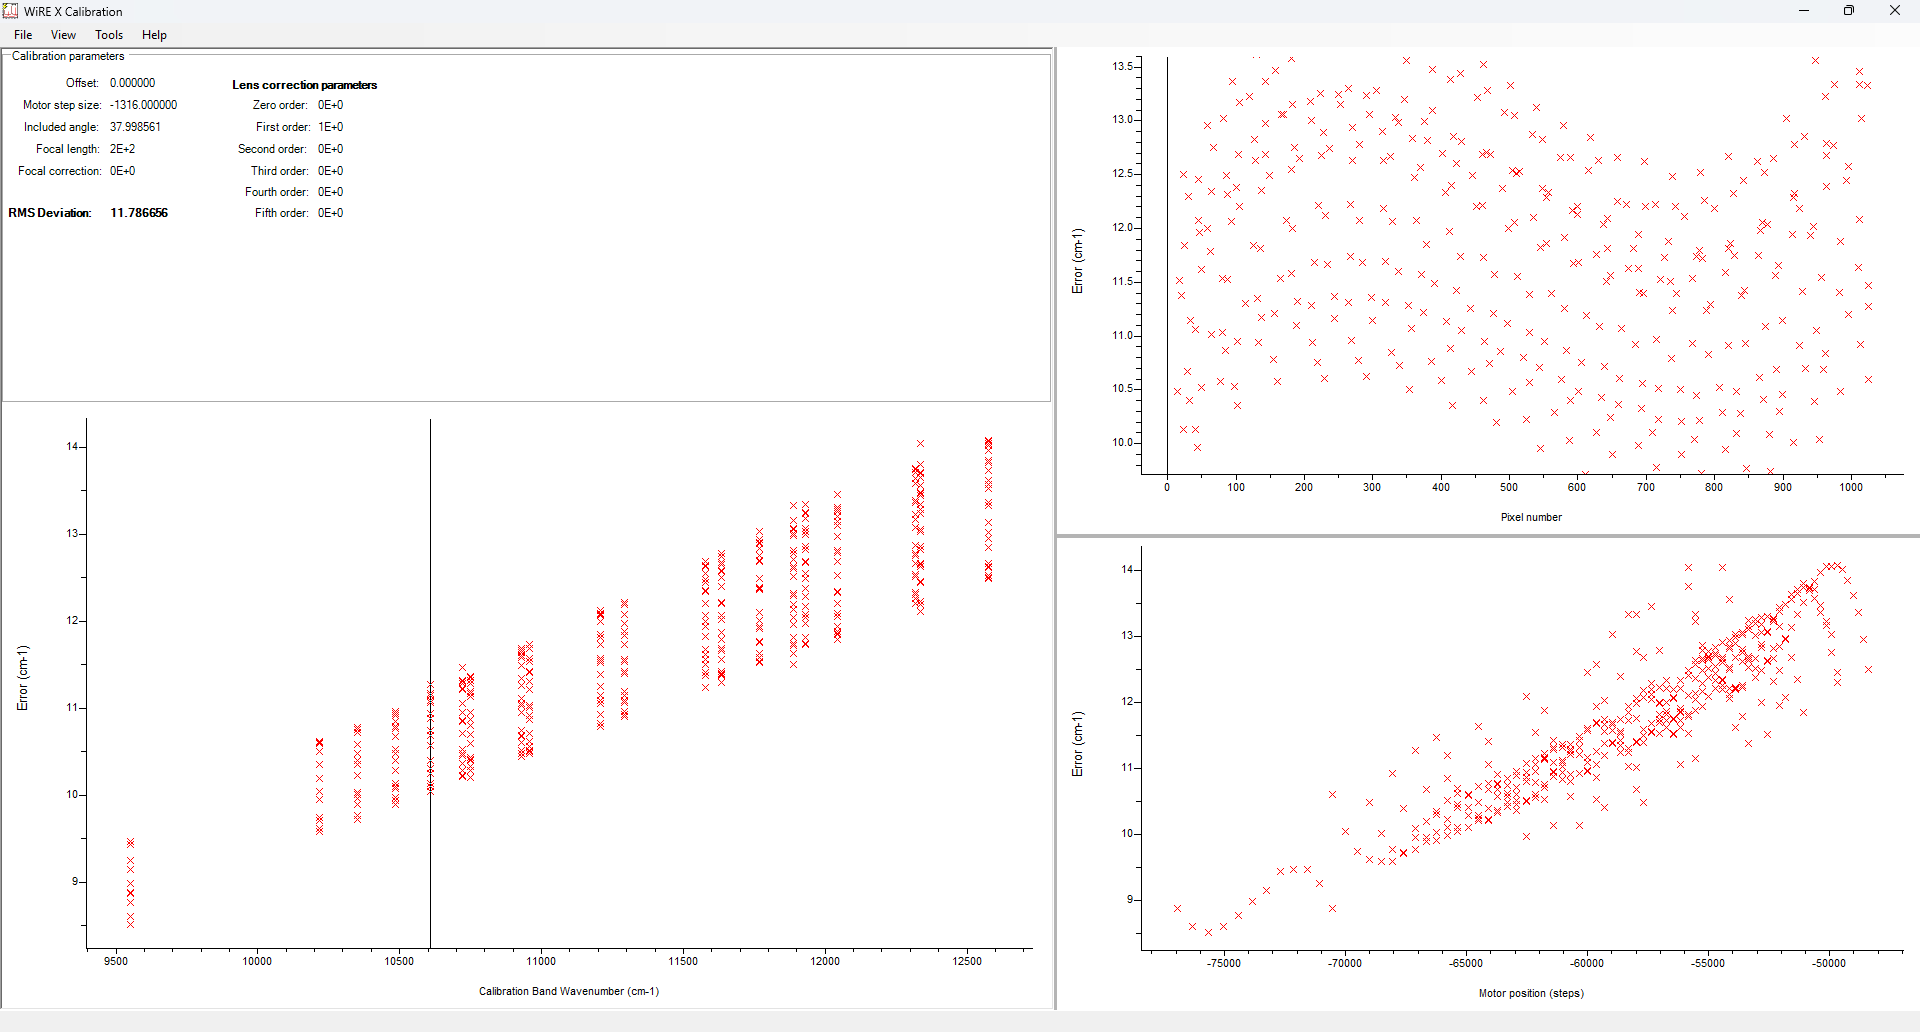 WiRE X Calibration
File View Tools Help
Calibration parameters
Offset: 0.000000
Motor step size: -1316.000000
Included angle: 37.998561
Focal length: 2E+2
Focal correction: 0E+0
RMS Deviation: 11.786656
Lens correction parameters
Zero order: 0E+0
First order: 1E+0
Second order: 0E+0
Third order: 0E+0
Fourth order: 0E+0
Fifth order: 0E+0
14
13
12
11
10
9
Error (cm-1)
9500 10000 10500 11000 11500 12000 12500
Calibration Band Wavenumber (cm-1)
13.5
13.0
12.5
12.0
11.5
11.0
10.5
10.0
Error (cm-1)
0 100 200 300 400 500 600 700 800 900 1000
Pixel number
14
13
12
11
10
9
Error (cm-1)
-75000 -70000 -65000 -60000 -55000 -50000
Motor position (steps)